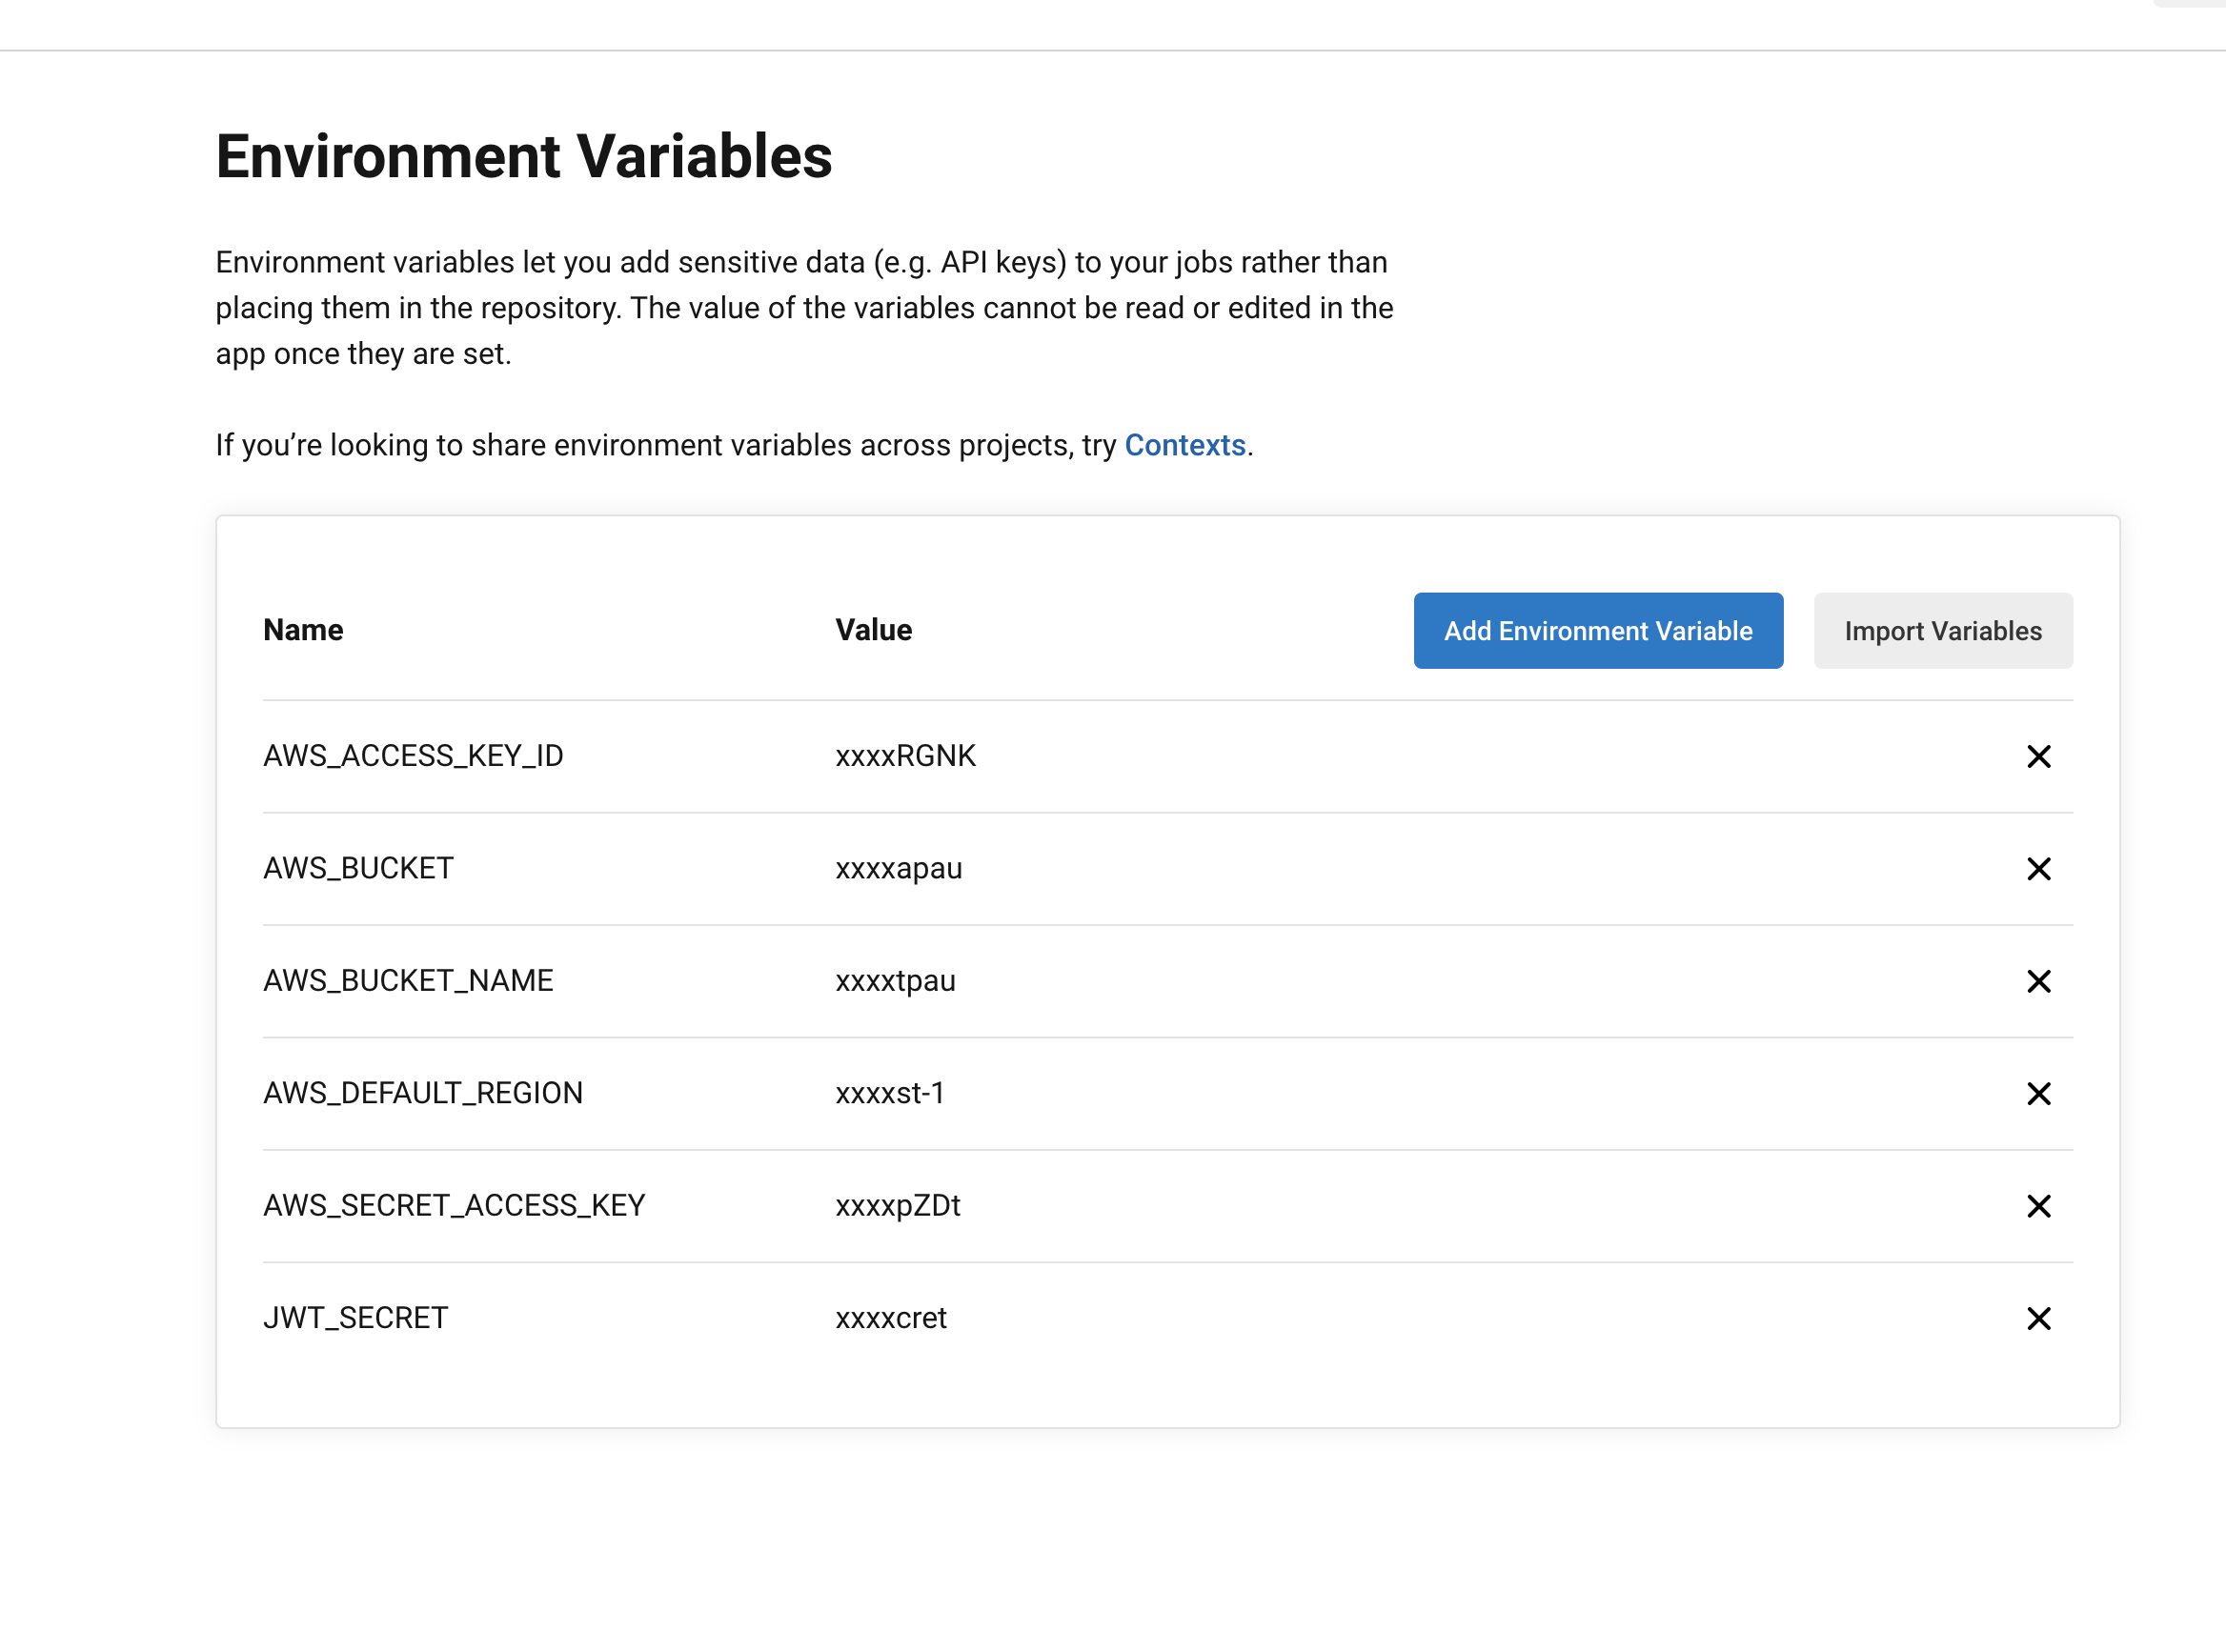 Environment Variables
Environment variables let you add sensitive data (e.g. API keys) to your jobs rather than
placing them in the repository. The value of the variables cannot be read or edited in the
app once they are set.
If you’re looking to share environment variables across projects, try Contexts.
Name Value Add Environment Variable Import Variables
AWS_ACCESS_KEY_ID xxxxRGNK
AWS_BUCKET xxxxapau
AWS_BUCKET_NAME xxxxtpau
AWS_DEFAULT_REGION xxxxst-1
AWS_SECRET_ACCESS_KEY xxxxpZDt
JWT_SECRET xxxxcret